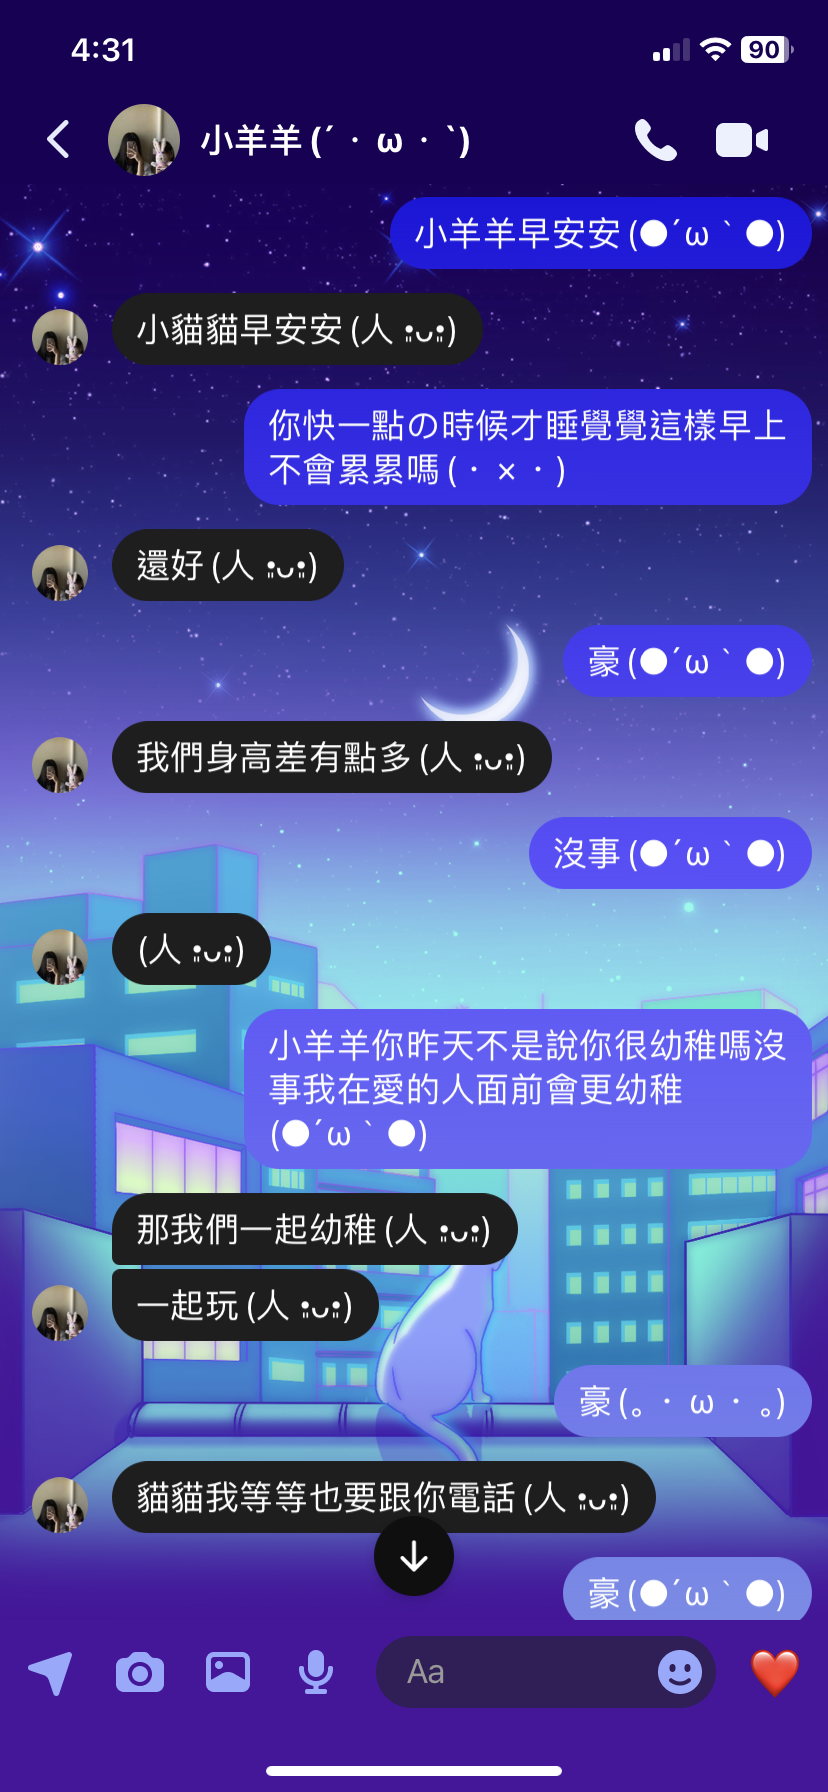 4:31
90
小羊羊 (´・ω・`)
小羊羊早安安 (●´ω｀●)
小貓貓早安安 (人 •͈ᴗ•͈)
你快一點の時候才睡覺覺這樣早上
不會累累嗎 (・×・)
還好 (人 •͈ᴗ•͈)
豪 (●´ω｀●)
我們身高差有點多 (人 •͈ᴗ•͈)
沒事 (●´ω｀●)
(人 •͈ᴗ•͈)
小羊羊你昨天不是說你很幼稚嗎沒
事我在愛的人面前會更幼稚
(●´ω｀●)
那我們一起幼稚 (人 •͈ᴗ•͈)
一起玩 (人 •͈ᴗ•͈)
豪 (。・ω・。)
貓貓我等等也要跟你電話 (人 •͈ᴗ•͈)
豪 (●´ω｀●)
Aa